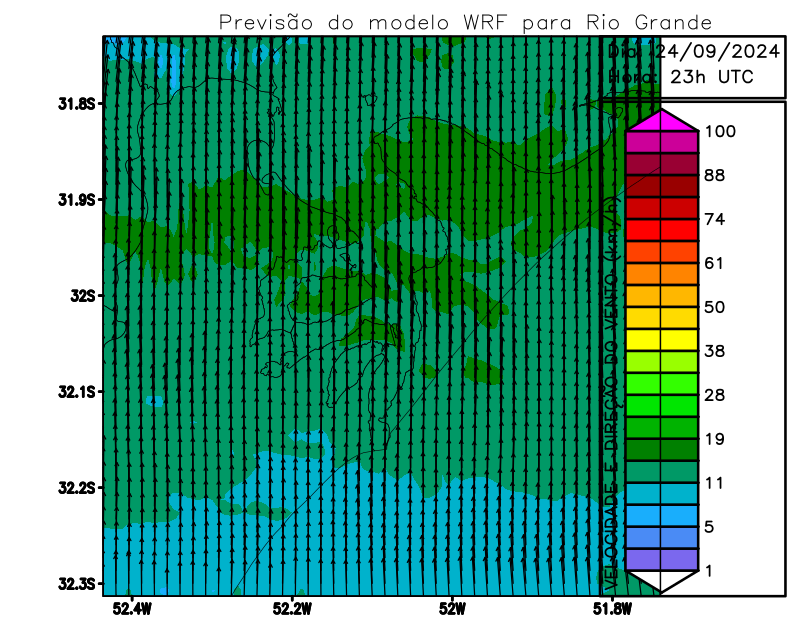 Previsão do modelo WRF para Rio Grande
Dia: 24/09/2024
Hora: 23h UTC
31.8S
31.9S
32S
32.1S
32.2S
32.3S
52.4W
52.2W
52W
51.8W
VELOCIDADE E DIREÇÃO DO VENTO (km/h)
100
88
74
61
50
38
28
19
11
5
1